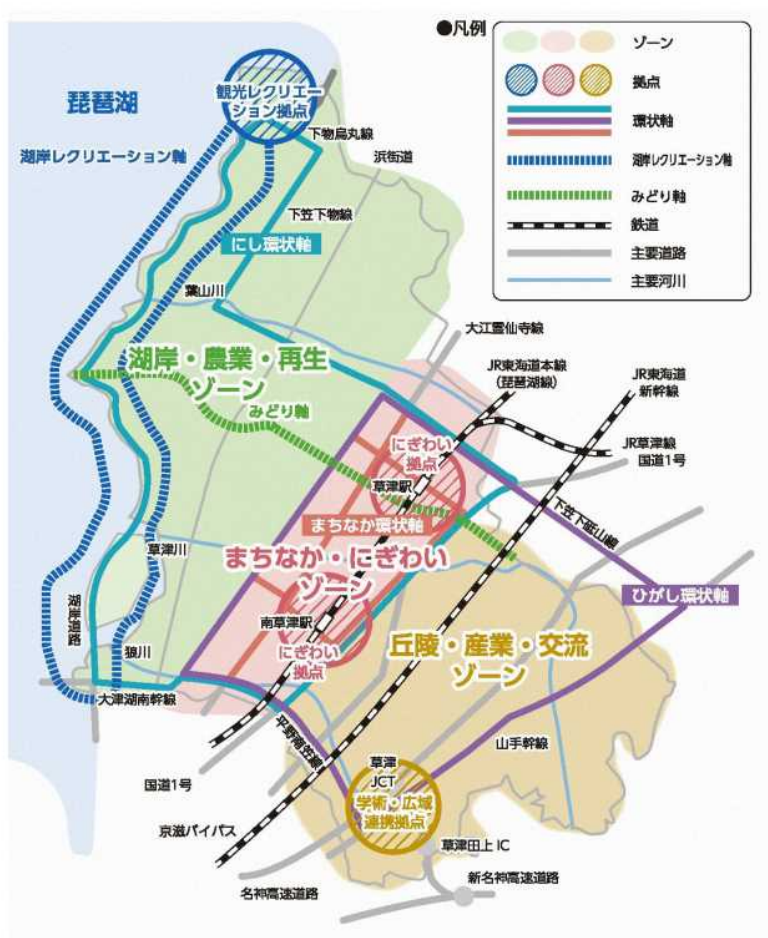 ●凡例
ゾーン
拠点
環状軸
湖岸レクリエーション軸
みどり軸
鉄道
主要道路
主要河川
琵琶湖
観光レクリエー
ション拠点
湖岸レクリエーション軸
下物烏丸線
浜街道
下笠下物線
にし環状軸
葉山川
大江霊仙寺線
湖岸・農業・再生
ゾーン
みどり軸
JR東海道本線
(琵琶湖線)
JR東海道
新幹線
JR草津線
国道1号
にぎわい
拠点
草津駅
下笠下砥山線
まちなか環状軸
まちなか・にぎわい
ゾーン
草津川
ひがし環状軸
湖岸道路
南草津駅
にぎわい
拠点
狼川
丘陵・産業・交流
ゾーン
大津湖南幹線
平野南笠線
山手幹線
国道1号
草津
JCT
学術・広域
連携拠点
京滋バイパス
草津田上 IC
名神高速道路
新名神高速道路